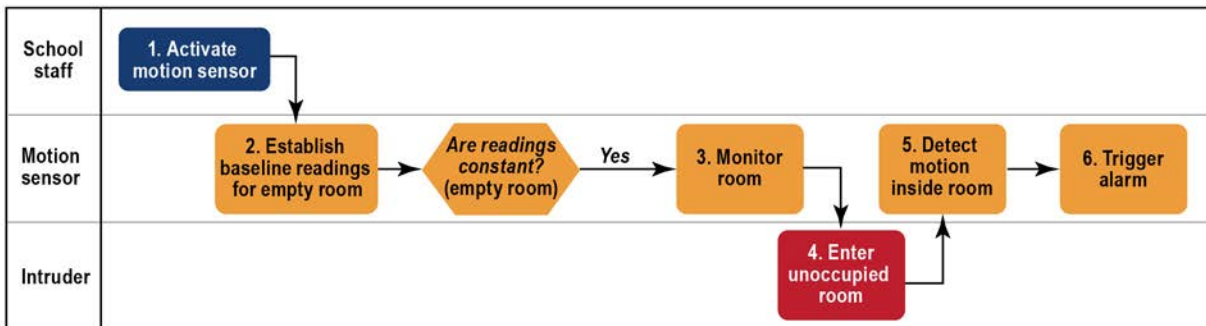 School
staff
1. Activate
motion sensor
Motion
sensor
2. Establish
baseline readings
for empty room
Are readings
constant?
(empty room)
Yes
3. Monitor
room
5. Detect
motion
inside room
6. Trigger
alarm
Intruder
4. Enter
unoccupied
room